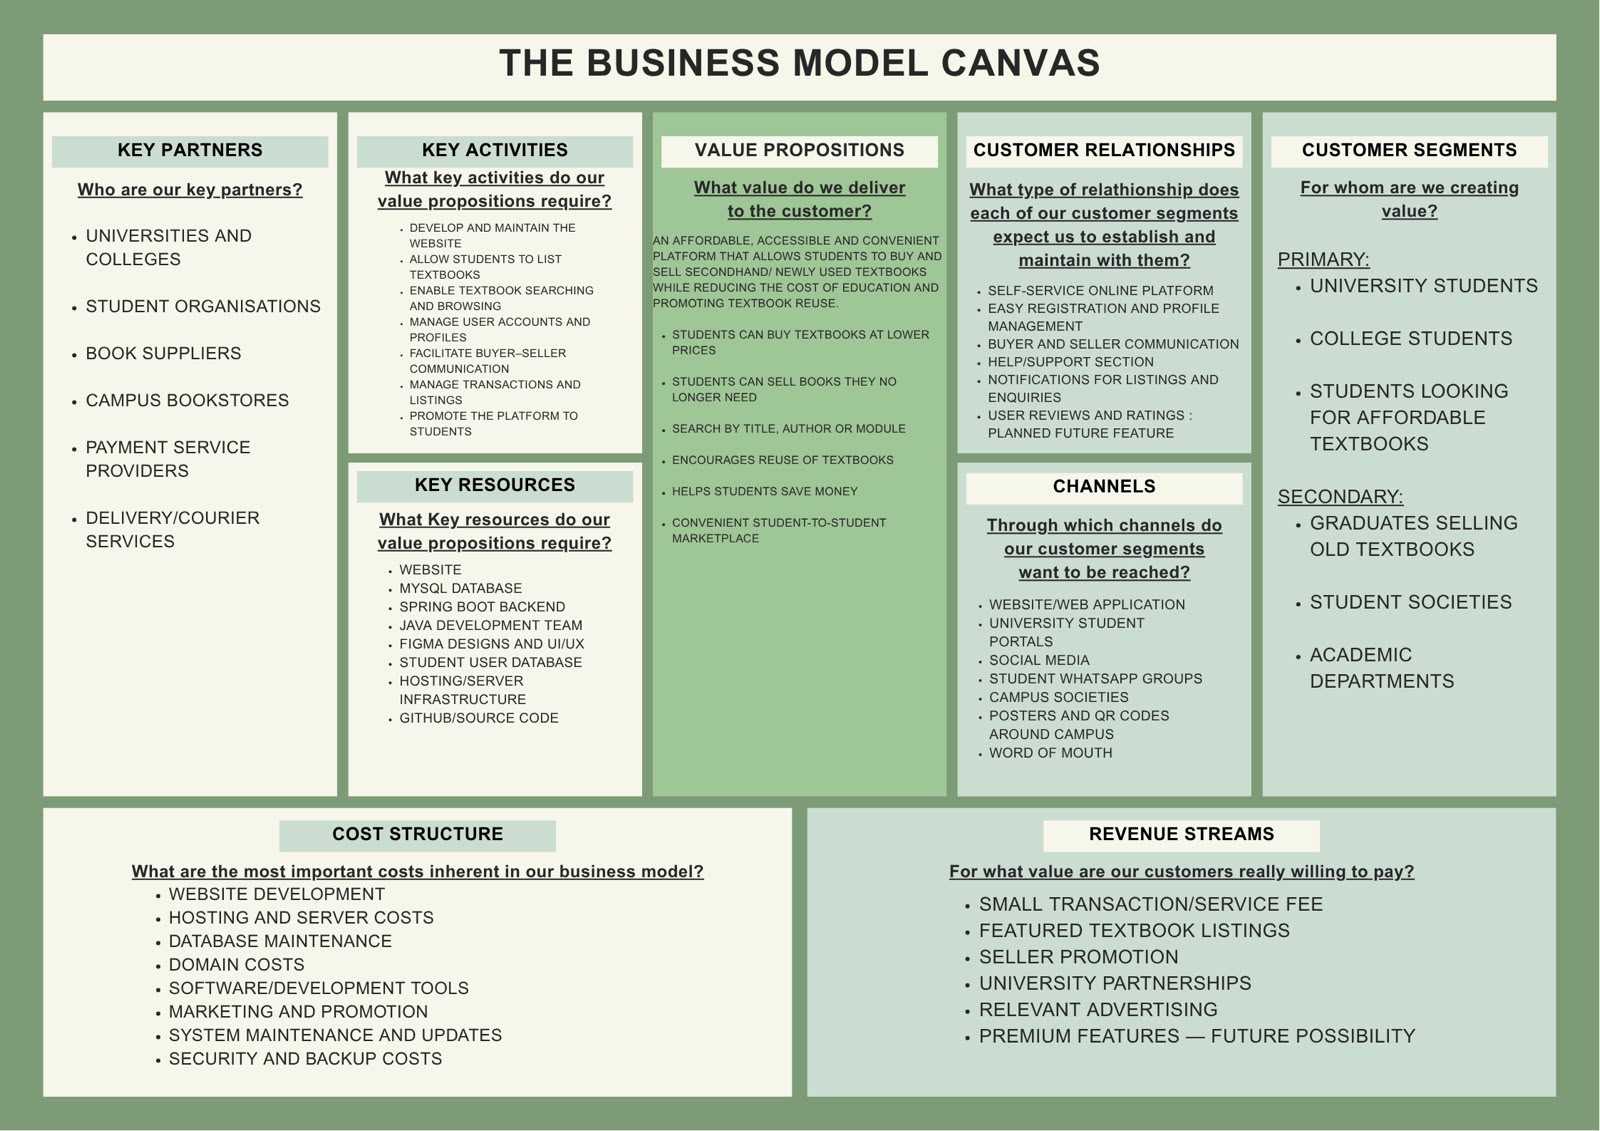 THE BUSINESS MODEL CANVAS
KEY PARTNERS
Who are our key partners?
• UNIVERSITIES AND
COLLEGES
• STUDENT ORGANISATIONS
• BOOK SUPPLIERS
• CAMPUS BOOKSTORES
• PAYMENT SERVICE
PROVIDERS
• DELIVERY/COURIER
SERVICES
KEY ACTIVITIES
What key activities do our
value propositions require?
• DEVELOP AND MAINTAIN THE
WEBSITE
• ALLOW STUDENTS TO LIST
TEXTBOOKS
• ENABLE TEXTBOOK SEARCHING
AND BROWSING
• MANAGE USER ACCOUNTS AND
PROFILES
• FACILITATE BUYER–SELLER
COMMUNICATION
• MANAGE TRANSACTIONS AND
LISTINGS
• PROMOTE THE PLATFORM TO
STUDENTS
KEY RESOURCES
What Key resources do our
value propositions require?
• WEBSITE
• MYSQL DATABASE
• SPRING BOOT BACKEND
• JAVA DEVELOPMENT TEAM
• FIGMA DESIGNS AND UI/UX
• STUDENT USER DATABASE
• HOSTING/SERVER
INFRASTRUCTURE
• GITHUB/SOURCE CODE
VALUE PROPOSITIONS
What value do we deliver
to the customer?
AN AFFORDABLE, ACCESSIBLE AND CONVENIENT
PLATFORM THAT ALLOWS STUDENTS TO BUY AND
SELL SECONDHAND/ NEWLY USED TEXTBOOKS
WHILE REDUCING THE COST OF EDUCATION AND
PROMOTING TEXTBOOK REUSE.
• STUDENTS CAN BUY TEXTBOOKS AT LOWER
PRICES
• STUDENTS CAN SELL BOOKS THEY NO
LONGER NEED
• SEARCH BY TITLE, AUTHOR OR MODULE
• ENCOURAGES REUSE OF TEXTBOOKS
• HELPS STUDENTS SAVE MONEY
• CONVENIENT STUDENT-TO-STUDENT
MARKETPLACE
CUSTOMER RELATIONSHIPS
What type of relathionship does
each of our customer segments
expect us to establish and
maintain with them?
• SELF-SERVICE ONLINE PLATFORM
• EASY REGISTRATION AND PROFILE
MANAGEMENT
• BUYER AND SELLER COMMUNICATION
• HELP/SUPPORT SECTION
• NOTIFICATIONS FOR LISTINGS AND
ENQUIRIES
• USER REVIEWS AND RATINGS :
PLANNED FUTURE FEATURE
CHANNELS
Through which channels do
our customer segments
want to be reached?
• WEBSITE/WEB APPLICATION
• UNIVERSITY STUDENT
PORTALS
• SOCIAL MEDIA
• STUDENT WHATSAPP GROUPS
• CAMPUS SOCIETIES
• POSTERS AND QR CODES
AROUND CAMPUS
• WORD OF MOUTH
CUSTOMER SEGMENTS
For whom are we creating
value?
PRIMARY:
• UNIVERSITY STUDENTS
• COLLEGE STUDENTS
• STUDENTS LOOKING
FOR AFFORDABLE
TEXTBOOKS
SECONDARY:
• GRADUATES SELLING
OLD TEXTBOOKS
• STUDENT SOCIETIES
• ACADEMIC
DEPARTMENTS
COST STRUCTURE
What are the most important costs inherent in our business model?
• WEBSITE DEVELOPMENT
• HOSTING AND SERVER COSTS
• DATABASE MAINTENANCE
• DOMAIN COSTS
• SOFTWARE/DEVELOPMENT TOOLS
• MARKETING AND PROMOTION
• SYSTEM MAINTENANCE AND UPDATES
• SECURITY AND BACKUP COSTS
REVENUE STREAMS
For what value are our customers really willing to pay?
• SMALL TRANSACTION/SERVICE FEE
• FEATURED TEXTBOOK LISTINGS
• SELLER PROMOTION
• UNIVERSITY PARTNERSHIPS
• RELEVANT ADVERTISING
• PREMIUM FEATURES — FUTURE POSSIBILITY